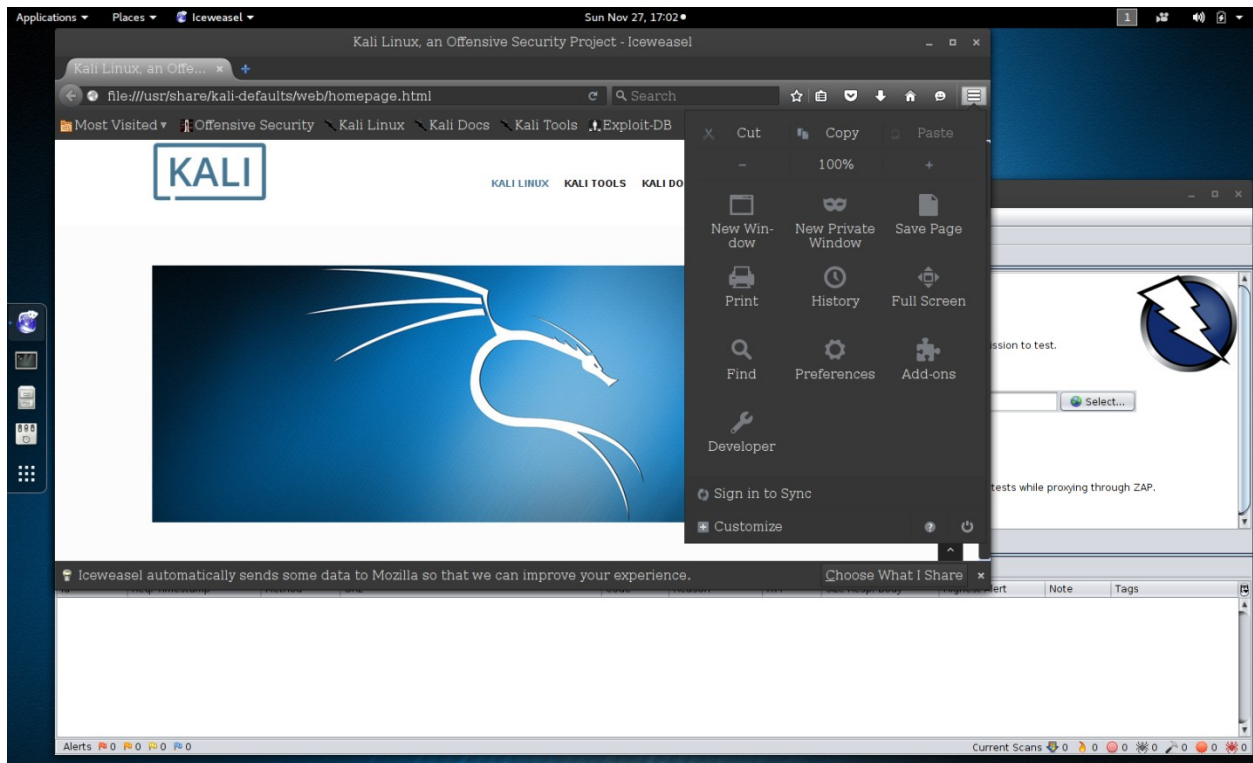 Applications Places Iceweasel Sun Nov 27, 17:02 1
Kali Linux, an Offensive Security Project - Iceweasel
Kali Linux, an Offe...
file:///usr/share/kali-defaults/web/homepage.html Search
Most Visited Offensive Security Kali Linux Kali Docs Kali Tools Exploit-DB
Cut Copy Paste
− 100% +
KALI
KALI LINUX KALI TOOLS KALI DO
New Win-
dow
New Private
Window
Save Page
Print History Full Screen
ission to test.
Find Preferences Add-ons
Select...
Developer
Sign in to Sync
tests while proxying through ZAP.
Customize
Iceweasel automatically sends some data to Mozilla so that we can improve your experience. Choose What I Share
Note Tags
Alerts 0 0 0 0 Current Scans 0 0 0 0 0 0 0